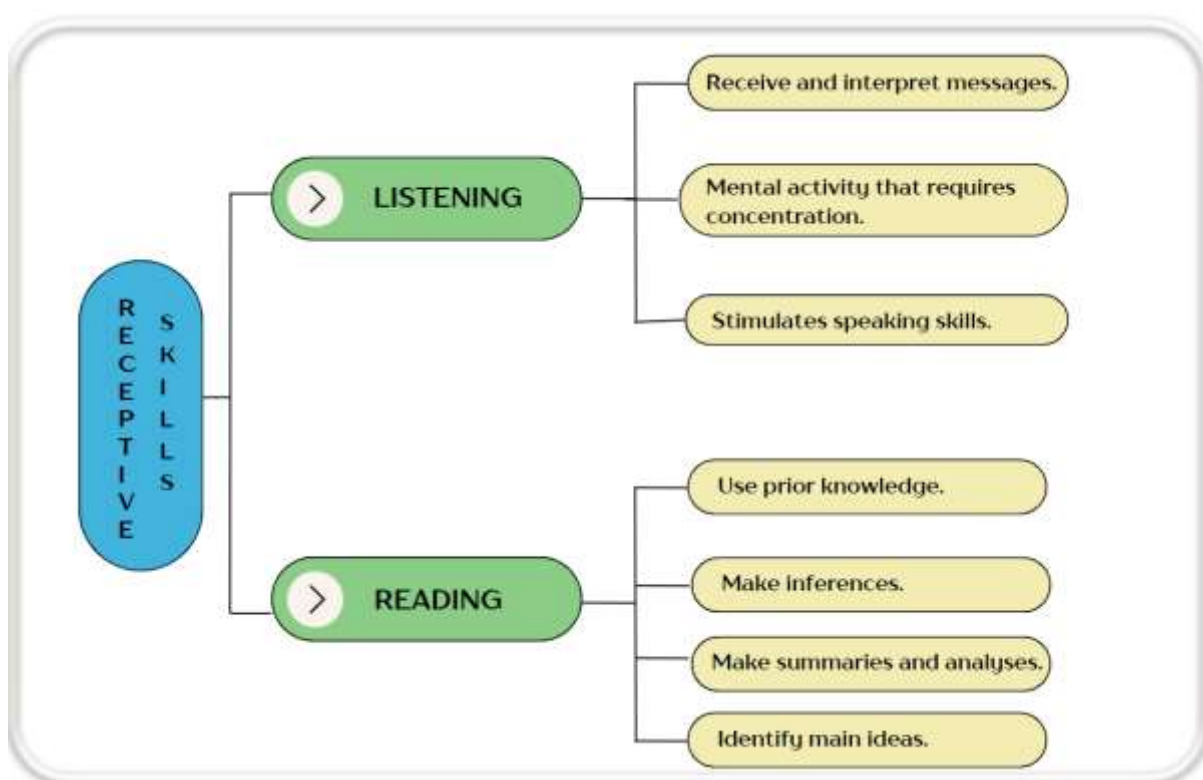 RECEPTIVE
SKILLS
LISTENING
Receive and interpret messages.
Mental activity that requires
concentration.
Stimulates speaking skills.
READING
Use prior knowledge.
Make inferences.
Make summaries and analyses.
Identify main ideas.